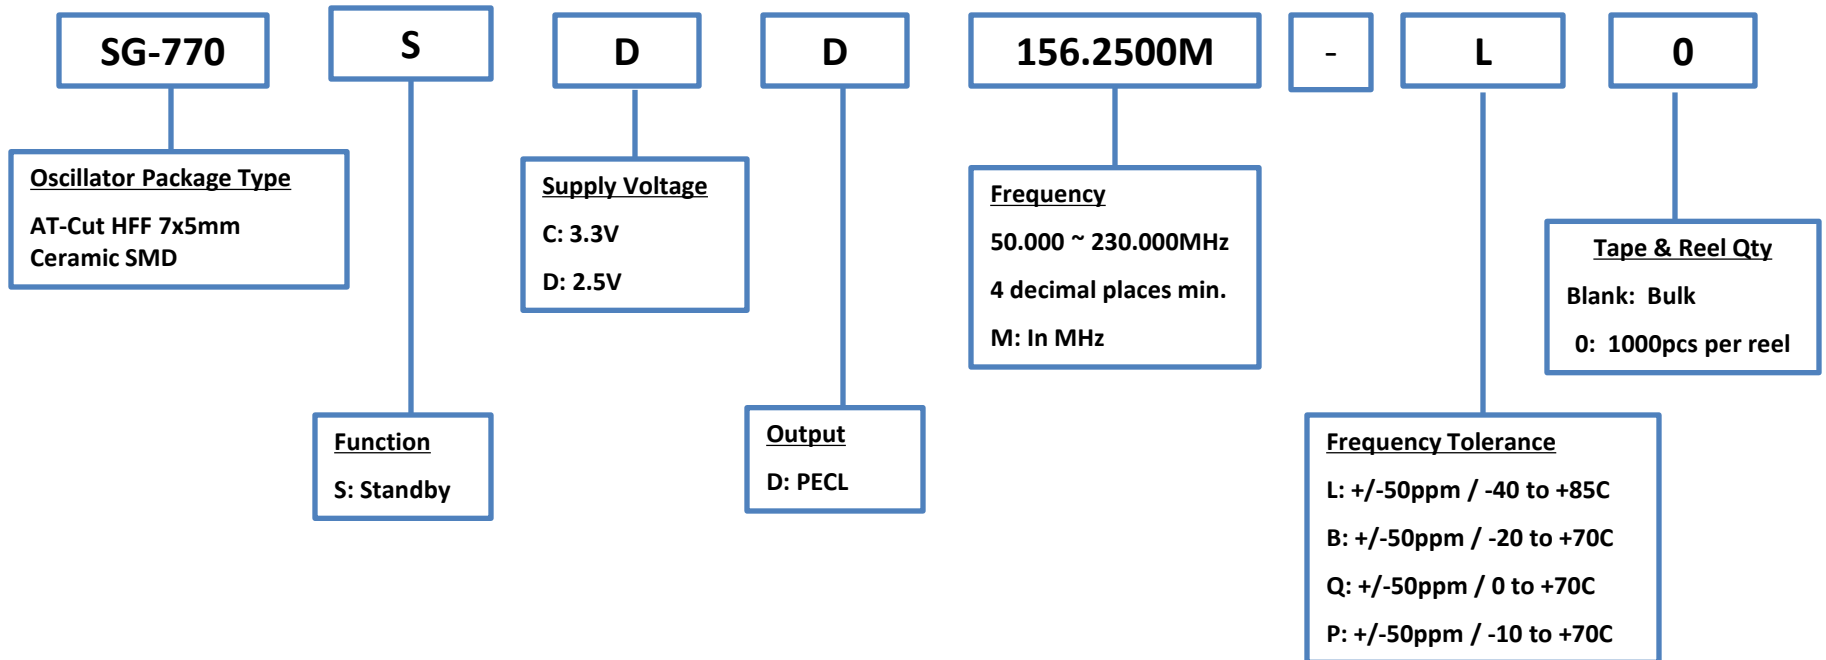 SG-770
S
D
D
156.2500M
-
L
0
Oscillator Package Type
AT-Cut HFF 7x5mm
Ceramic SMD
Supply Voltage
C: 3.3V
D: 2.5V
Frequency
50.000 ~ 230.000MHz
4 decimal places min.
M: In MHz
Tape & Reel Qty
Blank: Bulk
0: 1000pcs per reel
Function
S: Standby
Output
D: PECL
Frequency Tolerance
L: +/-50ppm / -40 to +85C
B: +/-50ppm / -20 to +70C
Q: +/-50ppm / 0 to +70C
P: +/-50ppm / -10 to +70C